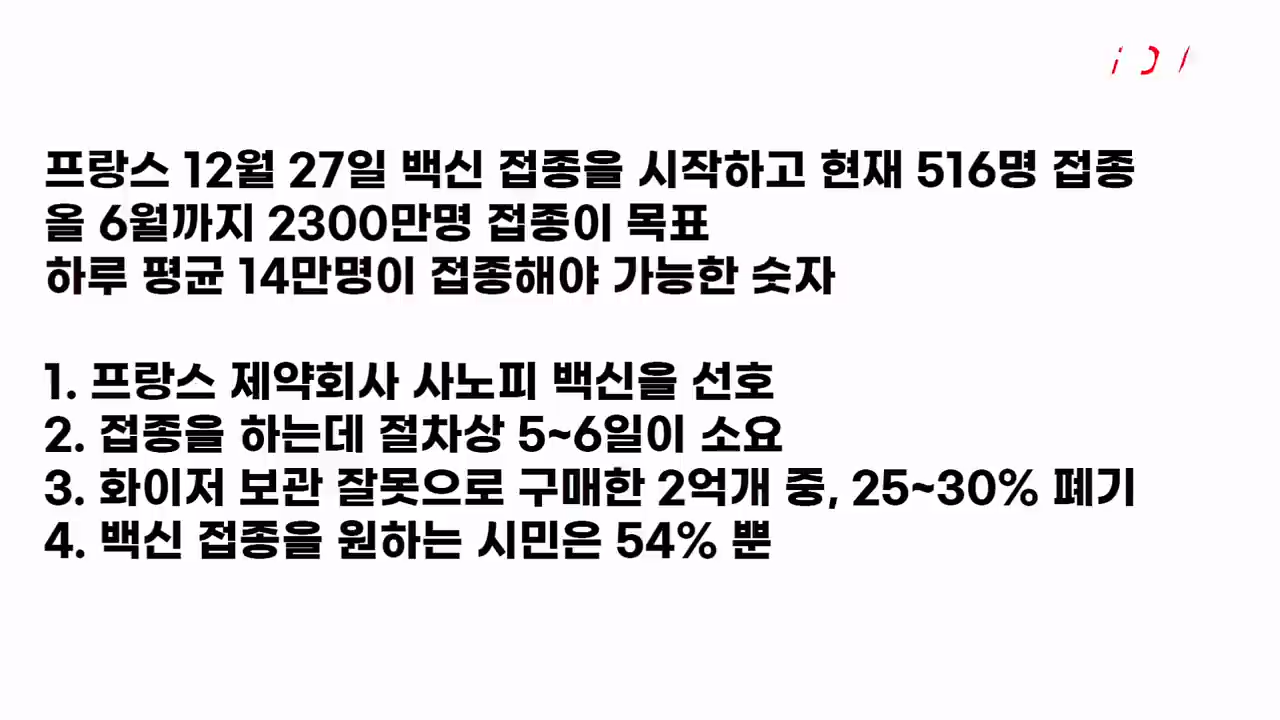 프랑스 12월 27일 백신 접종을 시작하고 현재 516명 접종
올 6월까지 2300만명 접종이 목표
하루 평균 14만명이 접종해야 가능한 숫자
1. 프랑스 제약회사 사노피 백신을 선호
2. 접종을 하는데 절차상 5~6일이 소요
3. 화이저 보관 잘못으로 구매한 2억개 중, 25~30% 폐기
4. 백신 접종을 원하는 시민은 54% 뿐